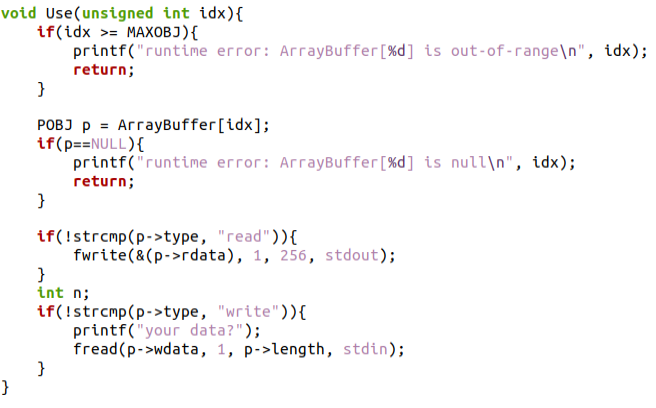 void Use(unsigned int idx){
    if(idx >= MAXOBJ){
        printf("runtime error: ArrayBuffer[%d] is out-of-range\n", idx);
        return;
    }

    POBJ p = ArrayBuffer[idx];
    if(p==NULL){
        printf("runtime error: ArrayBuffer[%d] is null\n", idx);
        return;
    }

    if(!strcmp(p->type, "read")){
        fwrite(&(p->rdata), 1, 256, stdout);
    }
    int n;
    if(!strcmp(p->type, "write")){
        printf("your data?");
        fread(p->wdata, 1, p->length, stdin);
    }
}